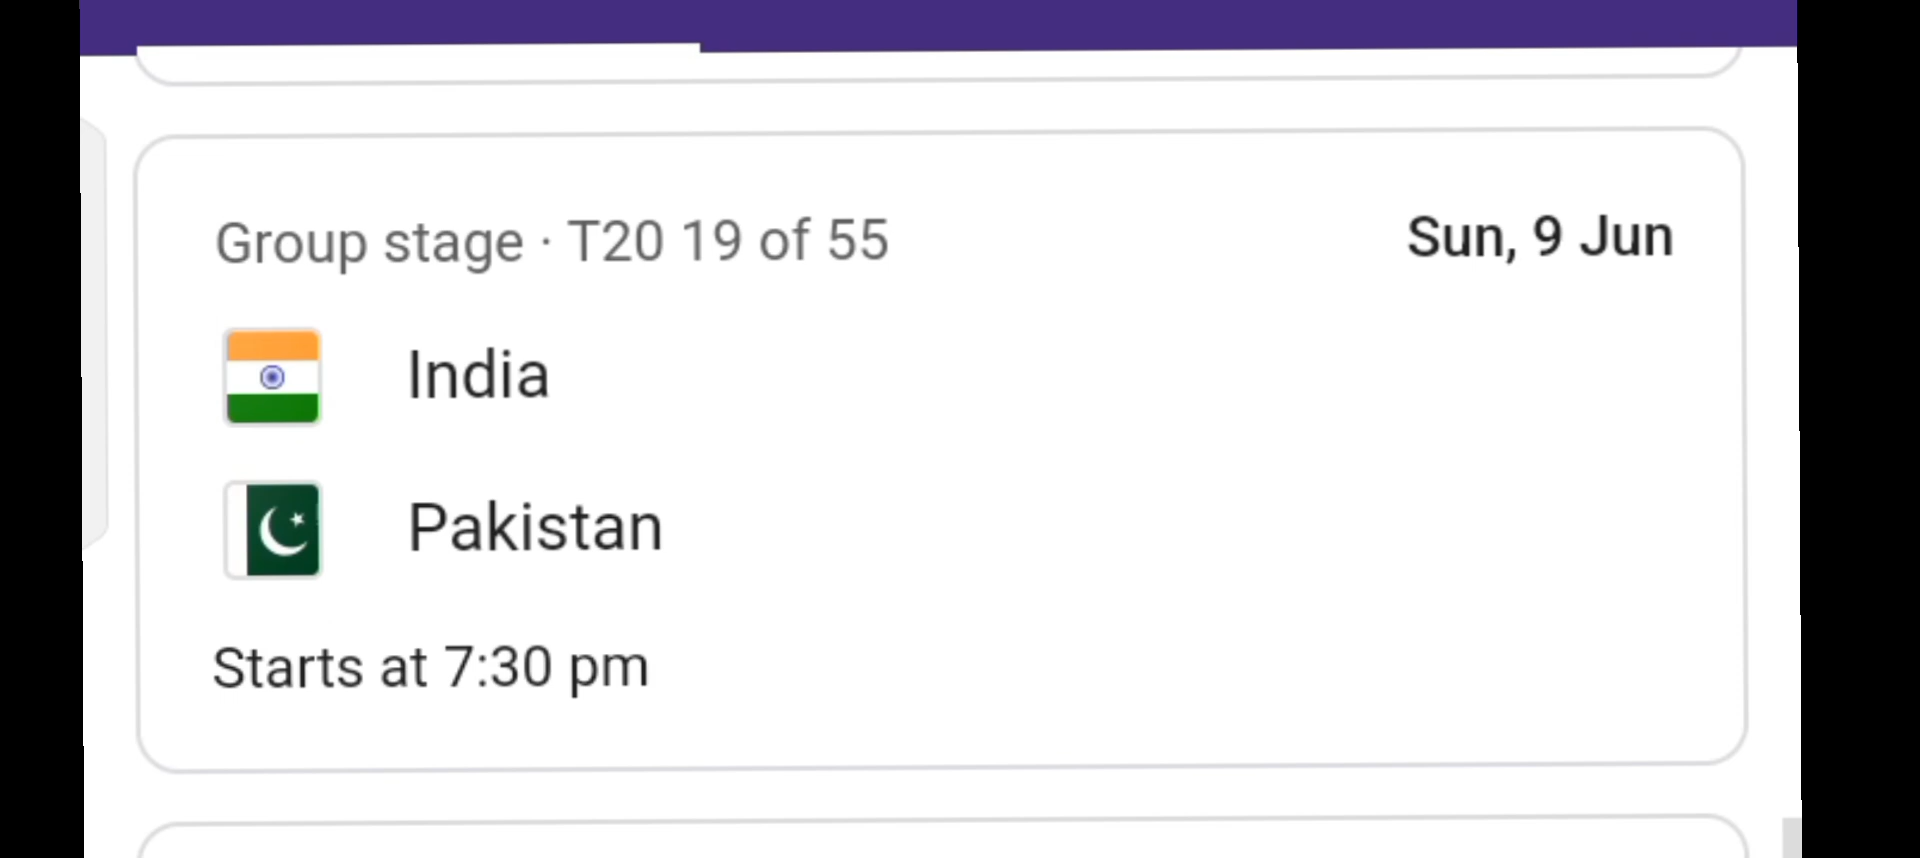 Group stage · T20 19 of 55
Sun, 9 Jun
India
Pakistan
Starts at 7:30 pm